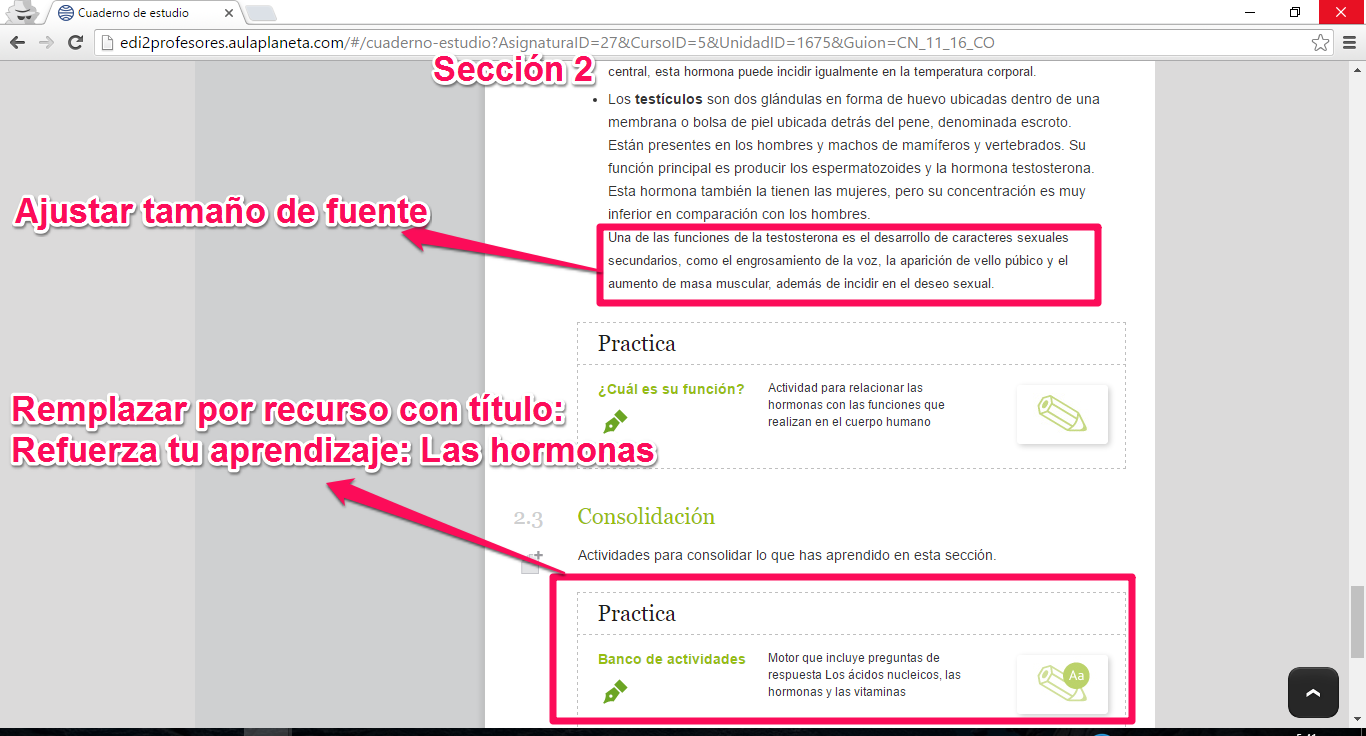 Cuaderno de estudio
edi2profesores.aulaplaneta.com/#/cuaderno-estudio?AsignaturaID=27&CursoID=5&UnidadID=1675&Guion=CN_11_16_CO
Sección 2
central, esta hormona puede incidir igualmente en la temperatura corporal.
• Los testículos son dos glándulas en forma de huevo ubicadas dentro de una
membrana o bolsa de piel ubicada detrás del pene, denominada escroto.
Están presentes en los hombres y machos de mamíferos y vertebrados. Su
función principal es producir los espermatozoides y la hormona testosterona.
Esta hormona también la tienen las mujeres, pero su concentración es muy
inferior en comparación con los hombres.
Ajustar tamaño de fuente
Una de las funciones de la testosterona es el desarrollo de caracteres sexuales
secundarios, como el engrosamiento de la voz, la aparición de vello púbico y el
aumento de masa muscular, además de incidir en el deseo sexual.
Practica
¿Cuál es su función?
Actividad para relacionar las
hormonas con las funciones que
realizan en el cuerpo humano
Remplazar por recurso con título:
Refuerza tu aprendizaje: Las hormonas
2.3 Consolidación
Actividades para consolidar lo que has aprendido en esta sección.
Practica
Banco de actividades
Motor que incluye preguntas de
respuesta Los ácidos nucleicos, las
hormonas y las vitaminas
Aa